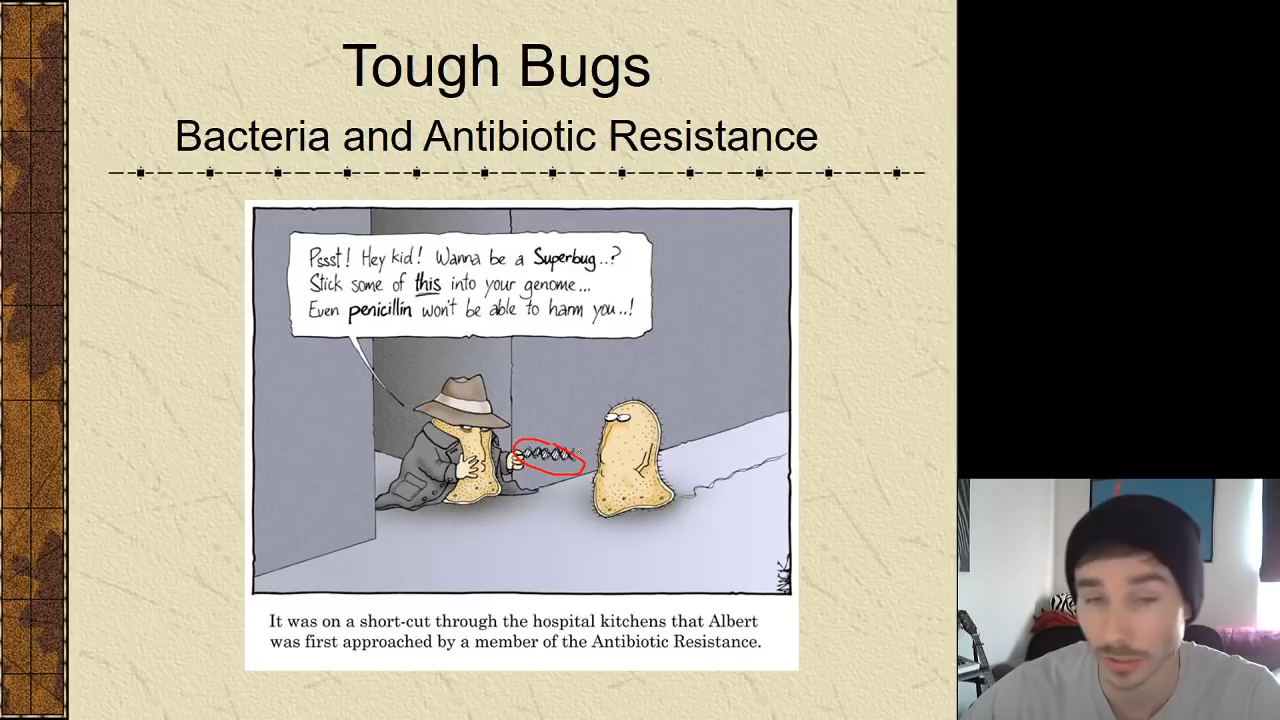 Tough Bugs
Bacteria and Antibiotic Resistance
Pssst! Hey kid! Wanna be a Superbug..?
Stick some of this into your genome...
Even penicillin won't be able to harm you..!
NICK
It was on a short-cut through the hospital kitchens that Albert
was first approached by a member of the Antibiotic Resistance.